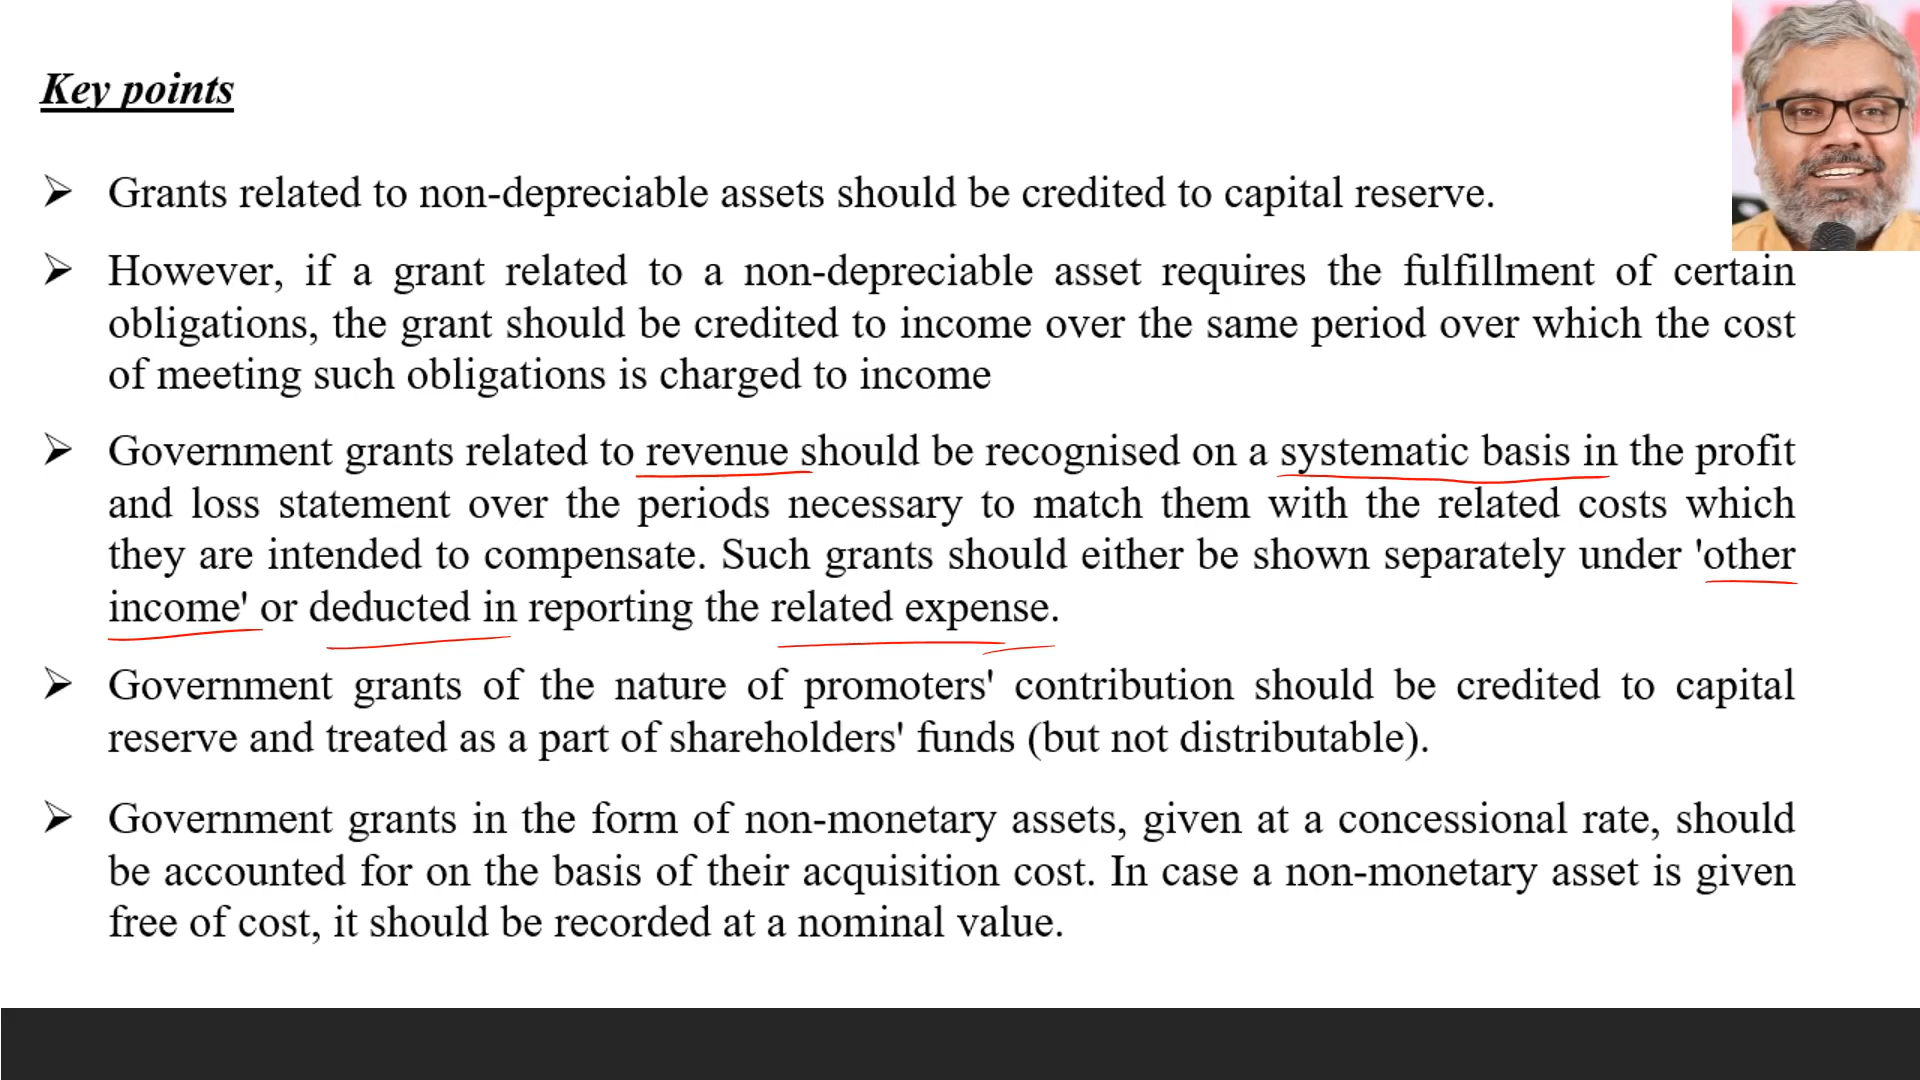 Key points
Grants related to non-depreciable assets should be credited to capital reserve.
However, if a grant related to a non-depreciable asset requires the fulfillment of certain
obligations, the grant should be credited to income over the same period over which the cost
of meeting such obligations is charged to income
Government grants related to revenue should be recognised on a systematic basis in the profit
and loss statement over the periods necessary to match them with the related costs which
they are intended to compensate. Such grants should either be shown separately under 'other
income' or deducted in reporting the related expense.
Government grants of the nature of promoters' contribution should be credited to capital
reserve and treated as a part of shareholders' funds (but not distributable).
Government grants in the form of non-monetary assets, given at a concessional rate, should
be accounted for on the basis of their acquisition cost. In case a non-monetary asset is given
free of cost, it should be recorded at a nominal value.